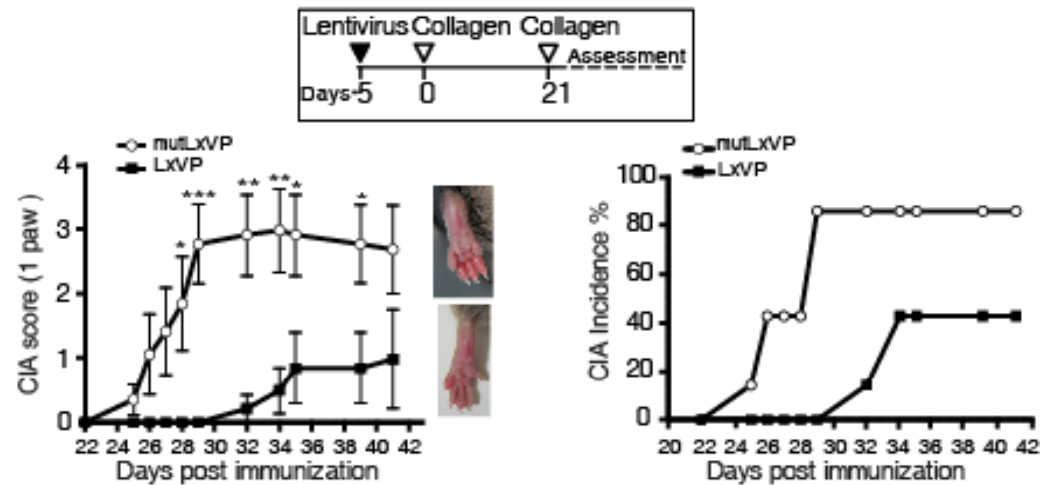 Lentivirus Collagen Collagen
Assessment
Days -5 0 21
mutLxVP
LxVP
CIA score (1 paw )
4
3
2
1
0
* *** ** ** * *
22 24 26 28 30 32 34 36 38 40 42
Days post immunization
mutLxVP
LxVP
CIA Incidence %
100
80
60
40
20
0
20 22 24 26 28 30 32 34 36 38 40 42
Days post immunization